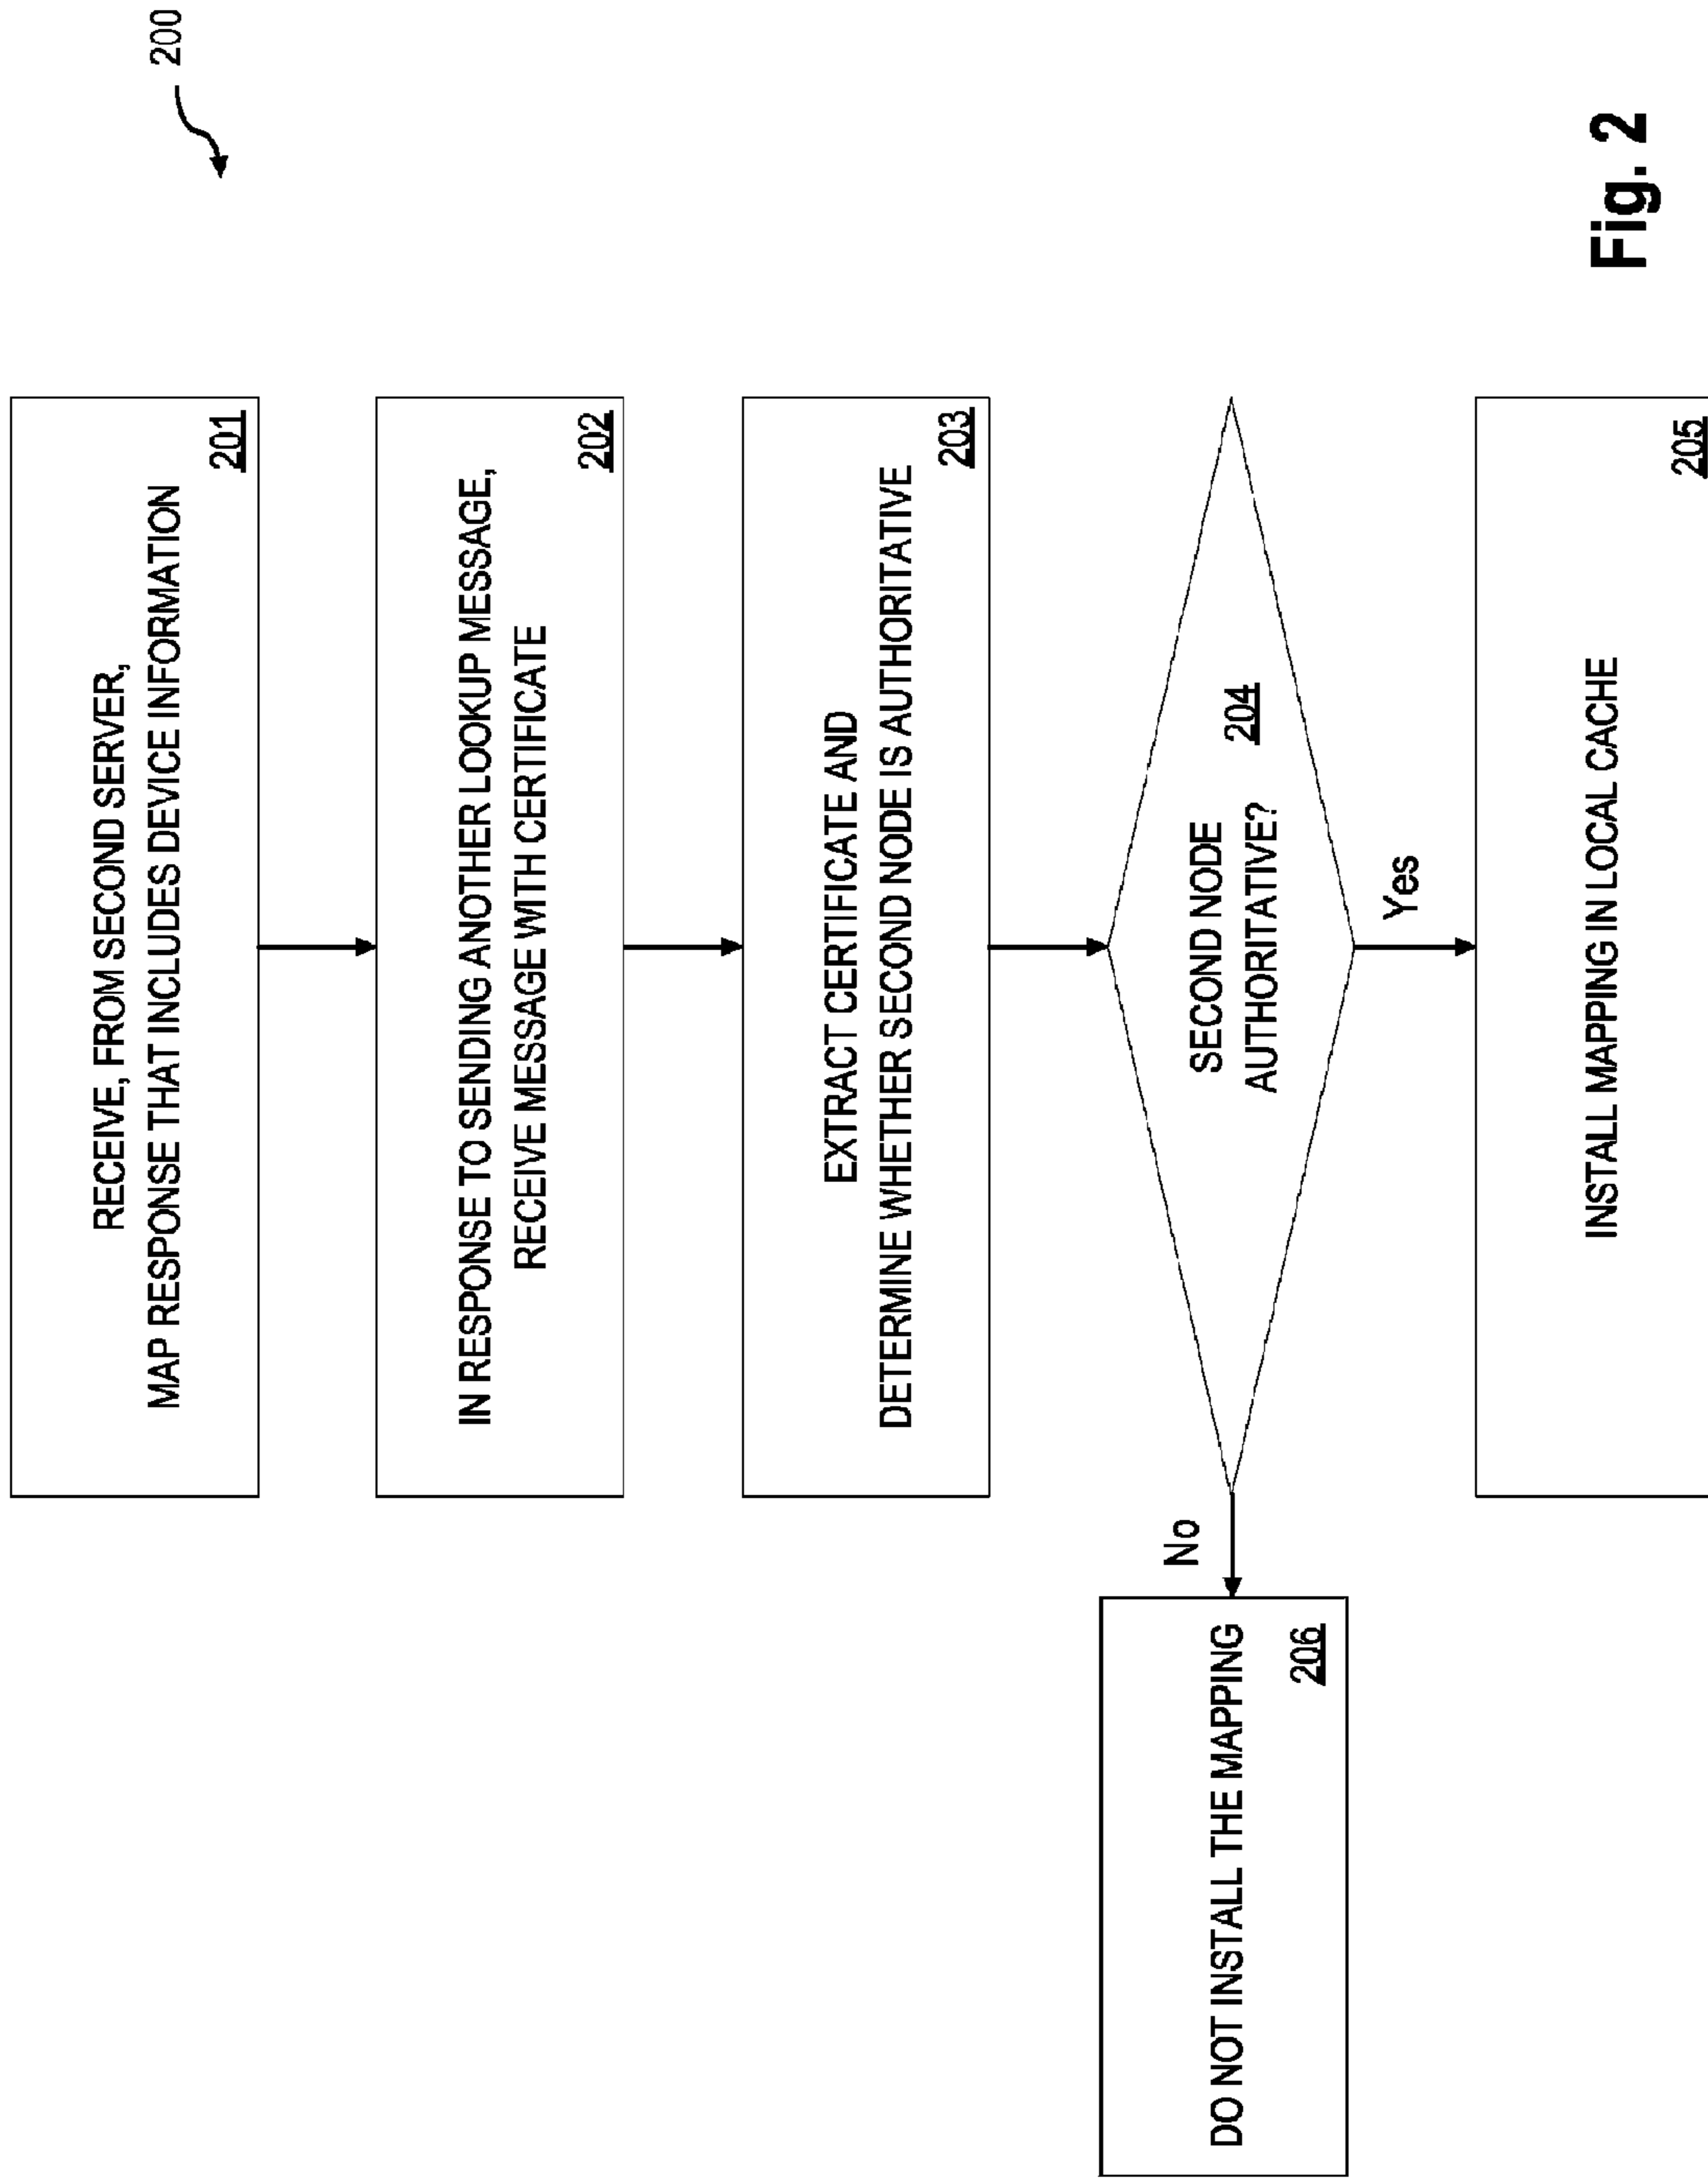 200
RECEIVE, FROM SECOND SERVER,
MAP RESPONSE THAT INCLUDES DEVICE INFORMATION
201
IN RESPONSE TO SENDING ANOTHER LOOKUP MESSAGE,
RECEIVE MESSAGE WITH CERTIFICATE
202
EXTRACT CERTIFICATE AND
DETERMINE WHETHER SECOND NODE IS AUTHORITATIVE
203
SECOND NODE
AUTHORITATIVE?
204
No
DO NOT INSTALL THE MAPPING
206
Yes
INSTALL MAPPING IN LOCAL CACHE
205
Fig. 2